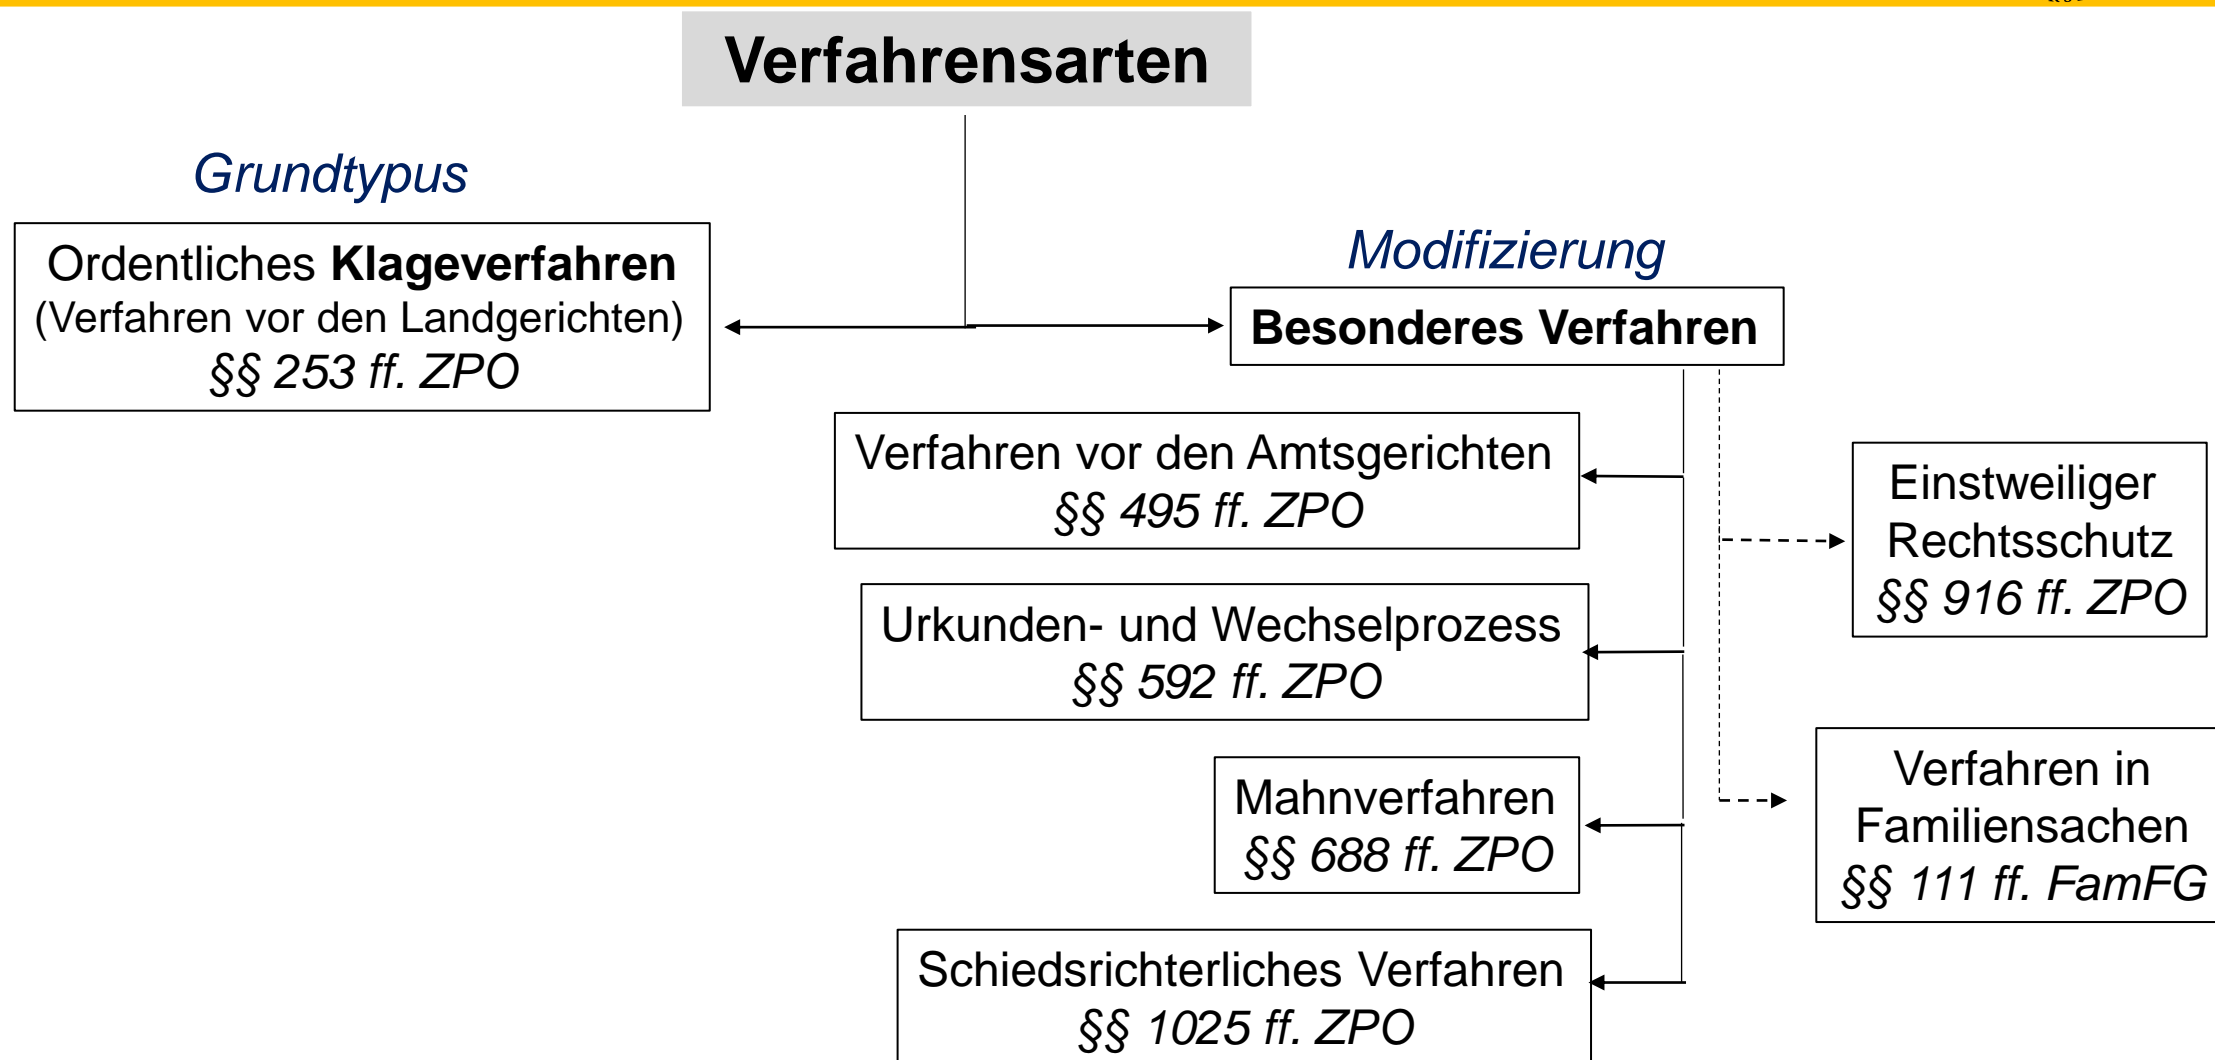 Verfahrensarten
Grundtypus
Ordentliches Klageverfahren
(Verfahren vor den Landgerichten)
§§ 253 ff. ZPO
Modifizierung
Besonderes Verfahren
Verfahren vor den Amtsgerichten
§§ 495 ff. ZPO
Urkunden- und Wechselprozess
§§ 592 ff. ZPO
Mahnverfahren
§§ 688 ff. ZPO
Schiedsrichterliches Verfahren
§§ 1025 ff. ZPO
Einstweiliger
Rechtsschutz
§§ 916 ff. ZPO
Verfahren in
Familiensachen
§§ 111 ff. FamFG